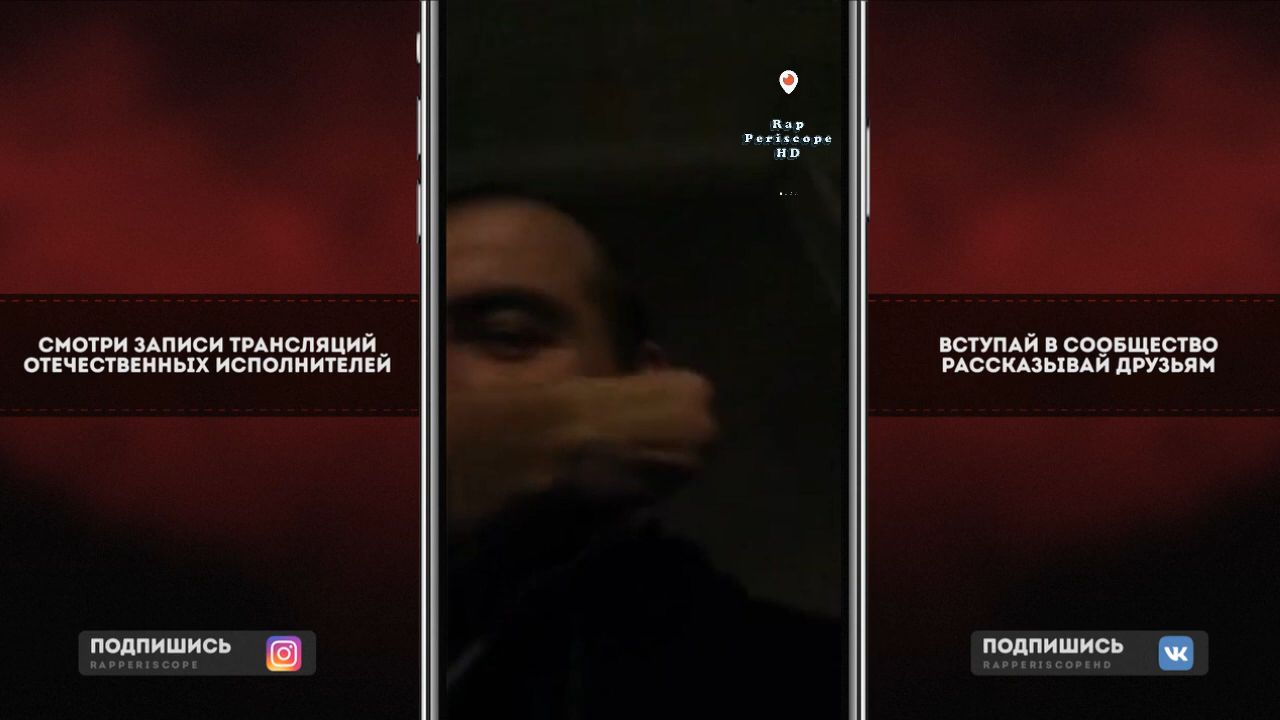 Rap
Periscope
HD
СМОТРИ ЗАПИСИ ТРАНСЛЯЦИЙ
ОТЕЧЕСТВЕННЫХ ИСПОЛНИТЕЛЕЙ
ВСТУПАЙ В СООБЩЕСТВО
РАССКАЗЫВАЙ ДРУЗЬЯМ
ПОДПИШИСЬ
RAPPERISCOPE
ПОДПИШИСЬ
RAPPERISCOPEHD